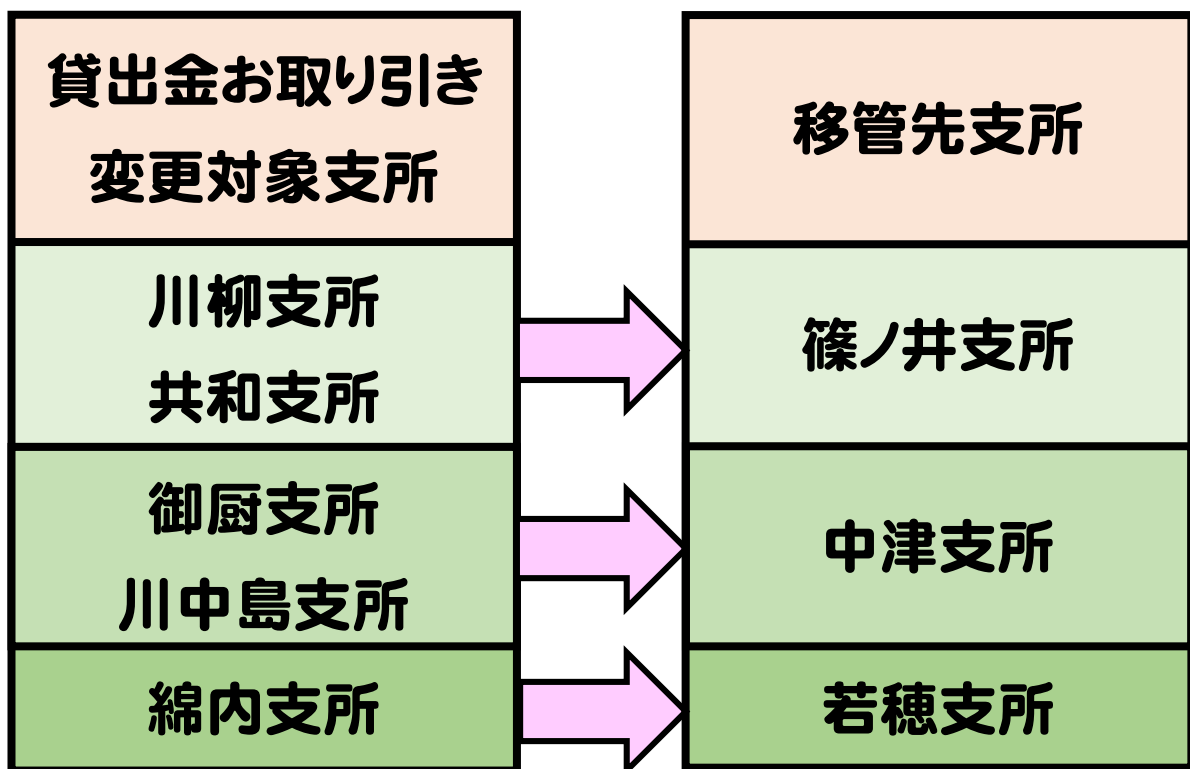 貸出金お取り引き
変更対象支所
移管先支所
川柳支所
共和支所
篠ノ井支所
御厨支所
川中島支所
中津支所
綿内支所
若穂支所